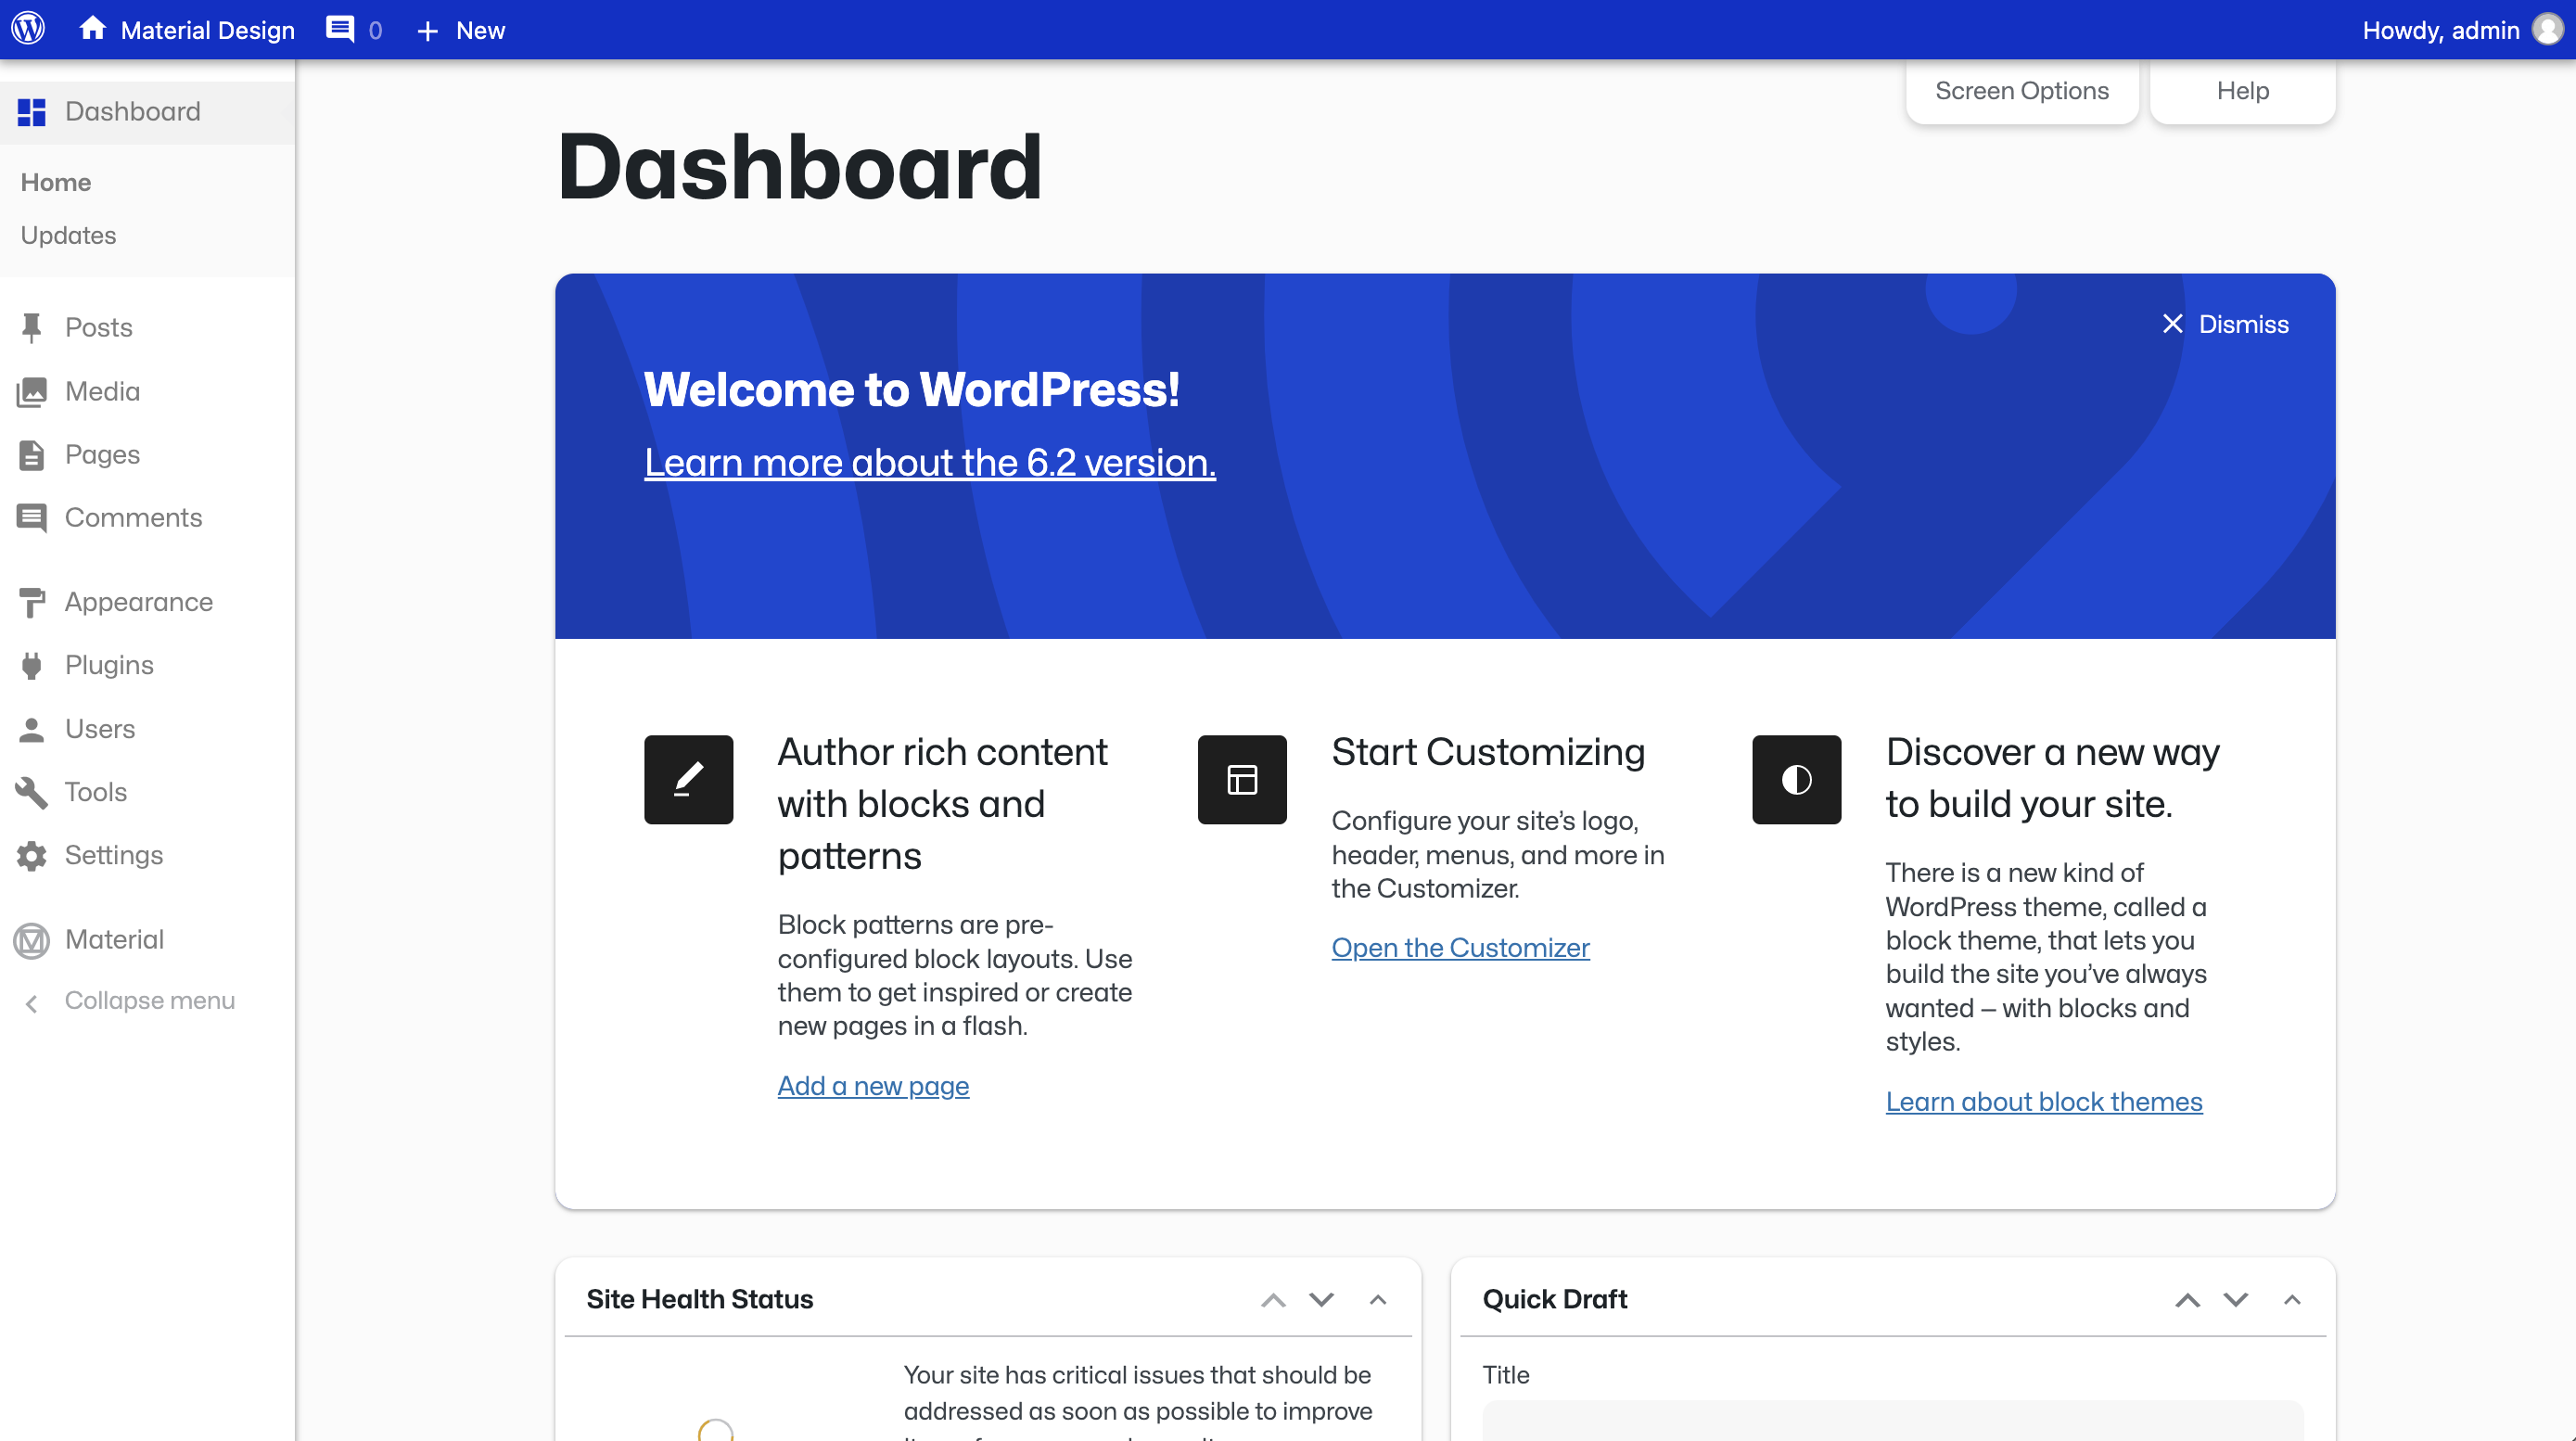 Material Design 0 New Howdy, admin
Screen Options Help
Dashboard
Home
Updates
Posts
Media
Pages
Comments
Appearance
Plugins
Users
Tools
Settings
Material
Collapse menu
Dashboard
Dismiss
Welcome to WordPress!
Learn more about the 6.2 version.
Author rich content
with blocks and
patterns
Block patterns are pre-
configured block layouts. Use
them to get inspired or create
new pages in a flash.
Add a new page
Start Customizing
Configure your site’s logo,
header, menus, and more in
the Customizer.
Open the Customizer
Discover a new way
to build your site.
There is a new kind of
WordPress theme, called a
block theme, that lets you
build the site you’ve always
wanted — with blocks and
styles.
Learn about block themes
Site Health Status
Your site has critical issues that should be
addressed as soon as possible to improve
Quick Draft
Title